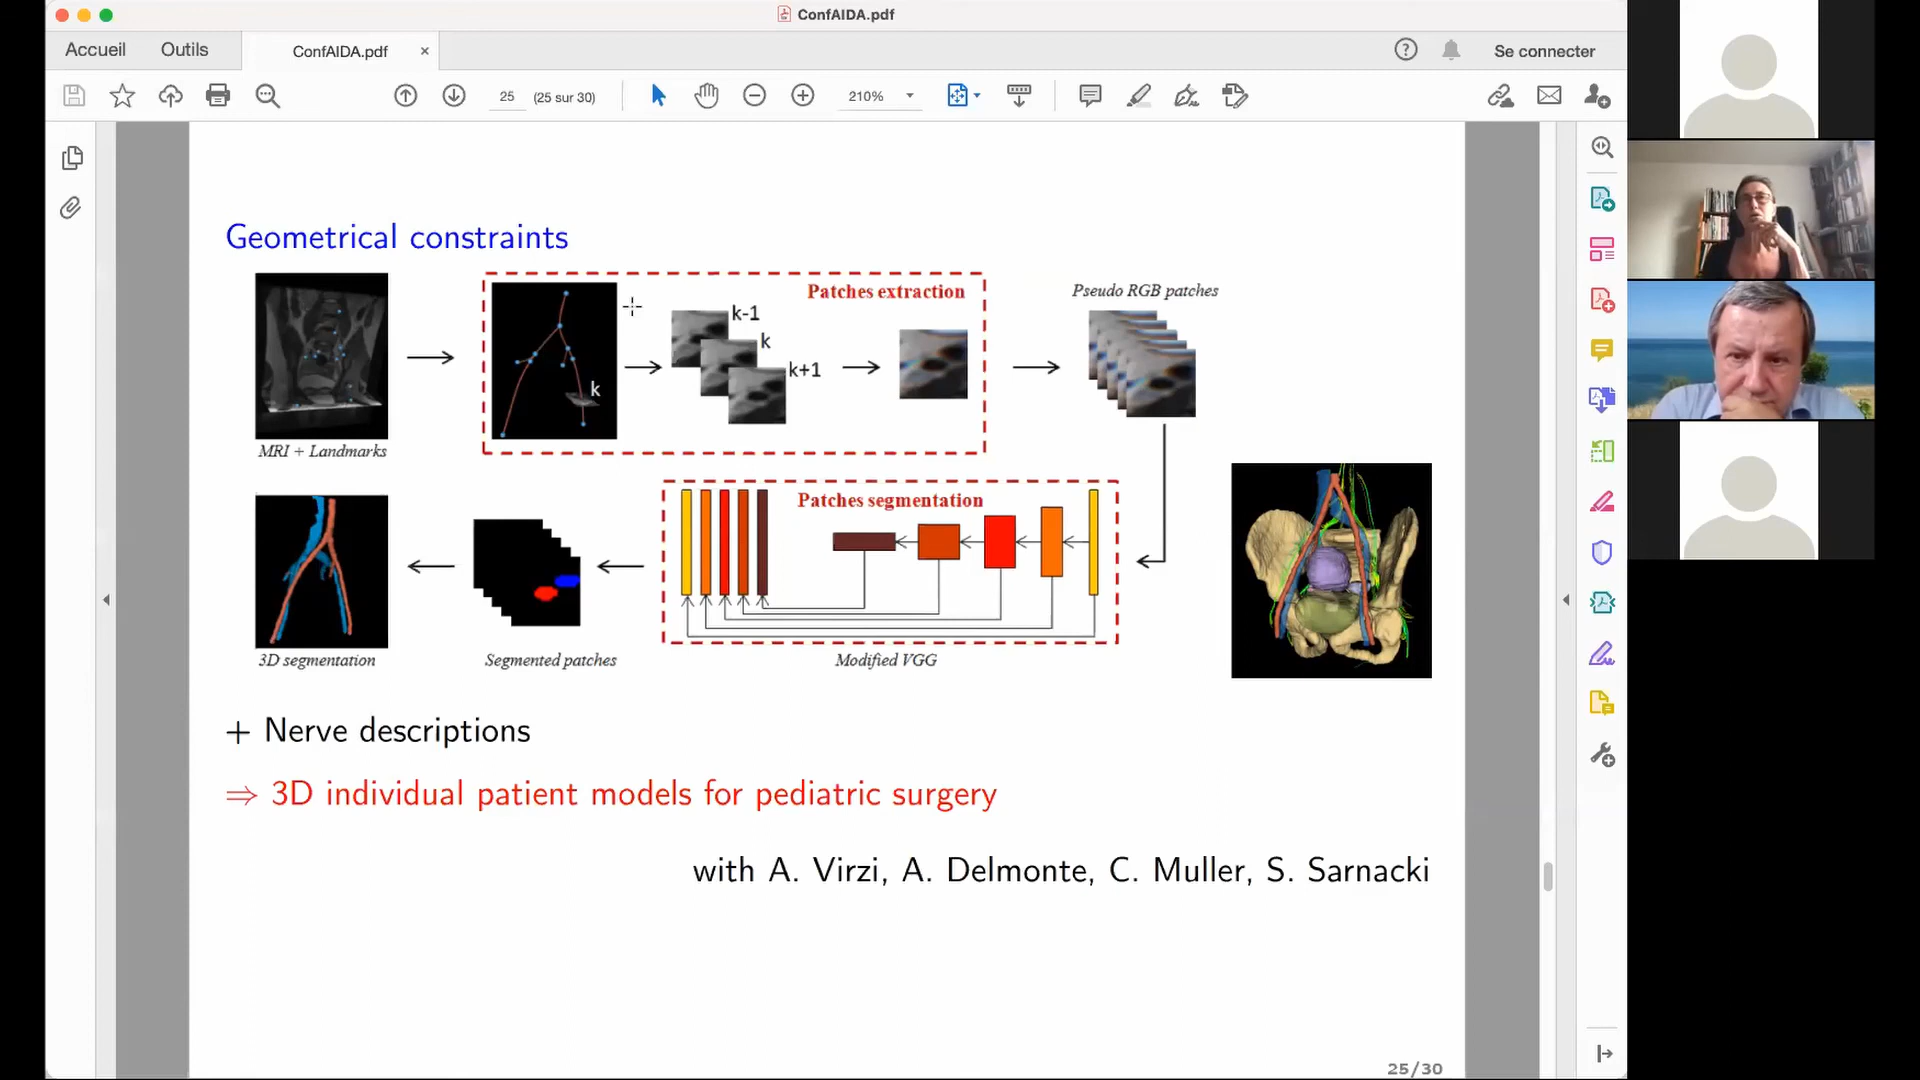 ConfAIDA.pdf
Accueil Outils ConfAIDA.pdf × Se connecter
25 (25 sur 30) 210%
Geometrical constraints
Patches extraction
k-1
k
k+1
k
Pseudo RGB patches
MRI + Landmarks
Patches segmentation
3D segmentation
Segmented patches
Modified VGG
+ Nerve descriptions
⇒ 3D individual patient models for pediatric surgery
with A. Virzi, A. Delmonte, C. Muller, S. Sarnacki
25/30